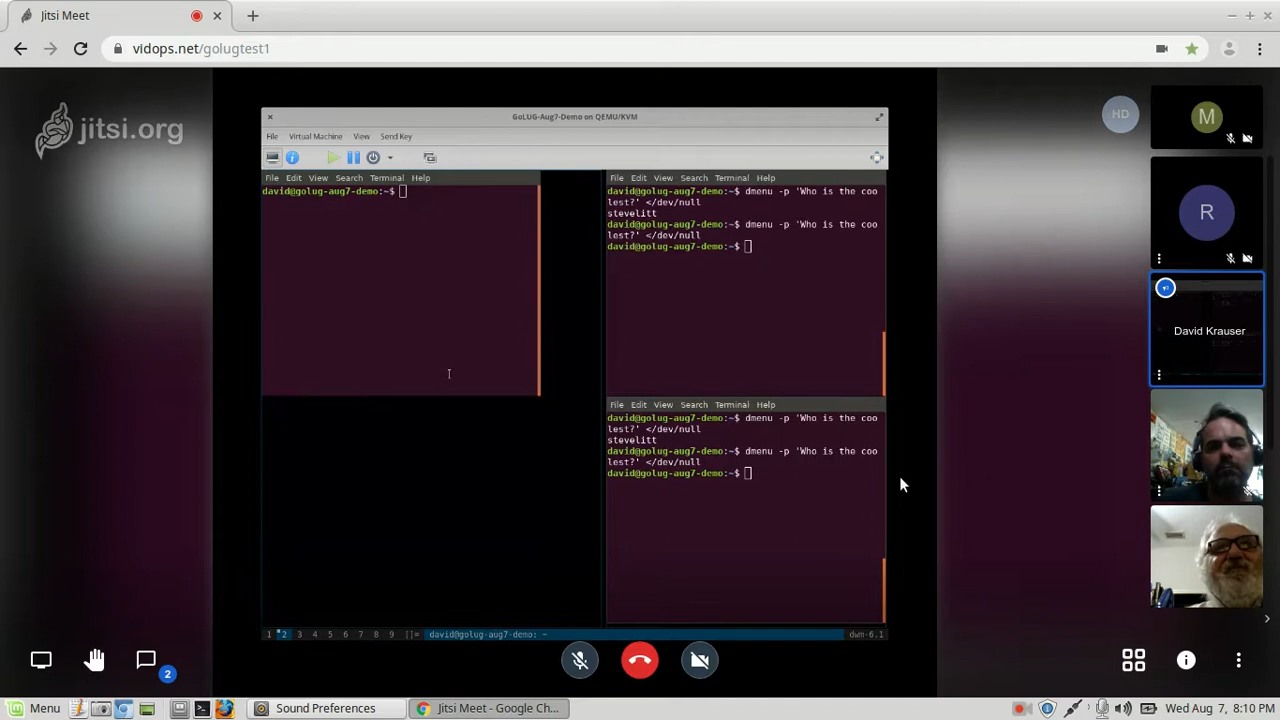 Jitsi Meet
vidops.net/golugtest1
jitsi.org
GoLUG-Aug7-Demo on QEMU/KVM
File Virtual Machine View Send Key
File Edit View Search Terminal Help
david@golug-aug7-demo:~$
File Edit View Search Terminal Help
david@golug-aug7-demo:~$ dmenu -p 'Who is the coo
lest?' </dev/null
stevelitt
david@golug-aug7-demo:~$ dmenu -p 'Who is the coo
lest?' </dev/null
david@golug-aug7-demo:~$
File Edit View Search Terminal Help
david@golug-aug7-demo:~$ dmenu -p 'Who is the coo
lest?' </dev/null
stevelitt
david@golug-aug7-demo:~$ dmenu -p 'Who is the coo
lest?' </dev/null
david@golug-aug7-demo:~$
1 2 3 4 5 6 7 8 9 []= david@golug-aug7-demo: ~ dwm-6.1
HD
M
R
David Krauser
2
Menu Sound Preferences Jitsi Meet - Google Ch... Wed Aug 7, 8:10 PM